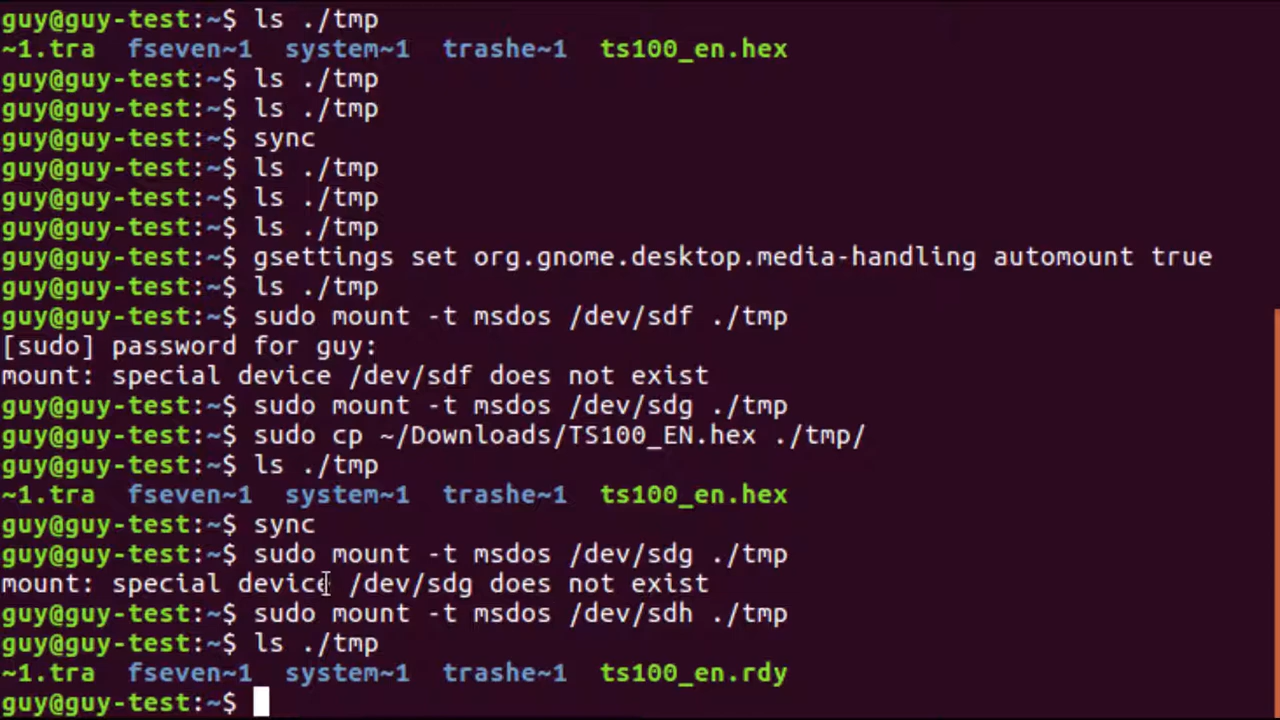 guy@guy-test:~$ ls ./tmp
~1.tra  fseven~1  system~1  trashe~1  ts100_en.hex
guy@guy-test:~$ ls ./tmp
guy@guy-test:~$ ls ./tmp
guy@guy-test:~$ sync
guy@guy-test:~$ ls ./tmp
guy@guy-test:~$ ls ./tmp
guy@guy-test:~$ ls ./tmp
guy@guy-test:~$ gsettings set org.gnome.desktop.media-handling automount true
guy@guy-test:~$ ls ./tmp
guy@guy-test:~$ sudo mount -t msdos /dev/sdf ./tmp
[sudo] password for guy:
mount: special device /dev/sdf does not exist
guy@guy-test:~$ sudo mount -t msdos /dev/sdg ./tmp
guy@guy-test:~$ sudo cp ~/Downloads/TS100_EN.hex ./tmp/
guy@guy-test:~$ ls ./tmp
~1.tra  fseven~1  system~1  trashe~1  ts100_en.hex
guy@guy-test:~$ sync
guy@guy-test:~$ sudo mount -t msdos /dev/sdg ./tmp
mount: special device /dev/sdg does not exist
guy@guy-test:~$ sudo mount -t msdos /dev/sdh ./tmp
guy@guy-test:~$ ls ./tmp
~1.tra  fseven~1  system~1  trashe~1  ts100_en.rdy
guy@guy-test:~$